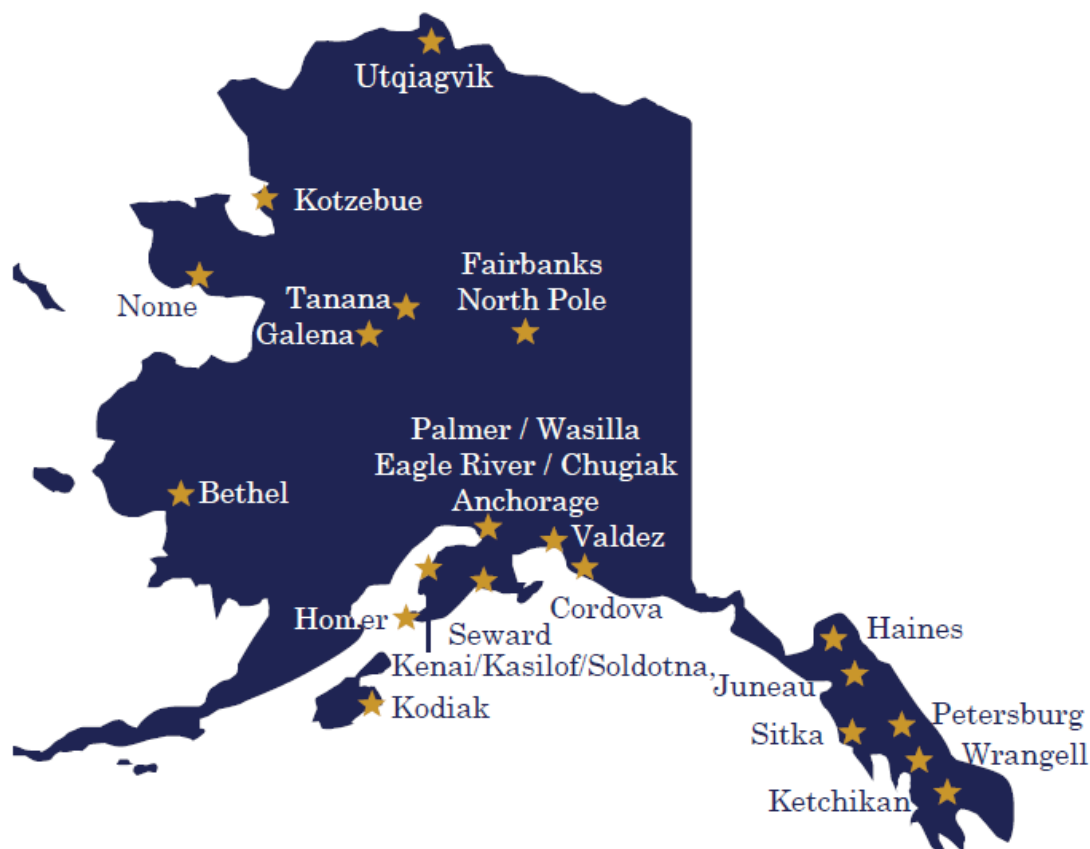 Utqiagvik
Kotzebue
Fairbanks
North Pole
Nome
Tanana
Galena
Palmer / Wasilla
Eagle River / Chugiak
Anchorage
Bethel
Valdez
Cordova
Homer
Seward
Kenai/Kasilof/Soldotna,
Kodiak
Haines
Juneau
Petersburg
Sitka
Wrangell
Ketchikan